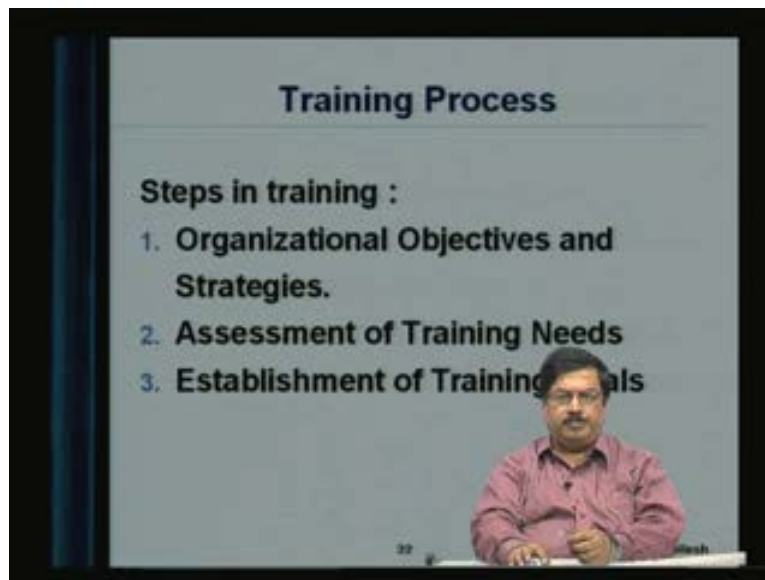 Training Process
Steps in training :
1. Organizational Objectives and
Strategies.
2. Assessment of Training Needs
3. Establishment of Training